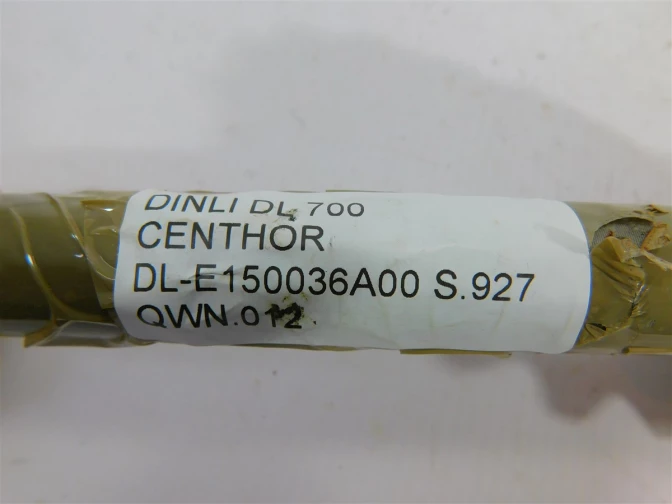 DINLI DL 700
CENTHOR
DL-E150036A00 S.927
QWN.012